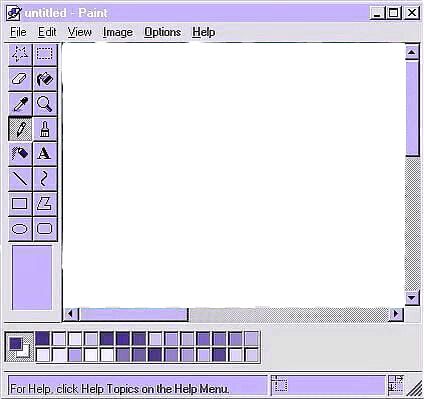 untitled - Paint
File Edit View Image Options Help
A
For Help, click Help Topics on the Help Menu.